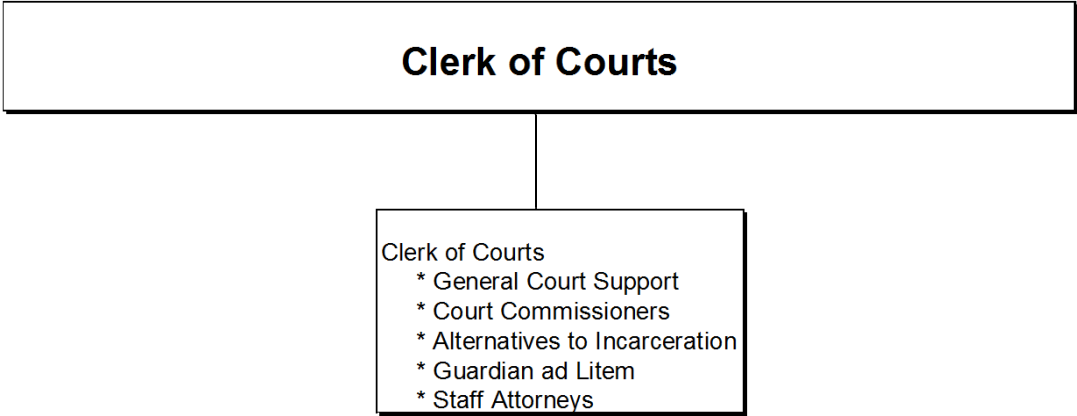 Clerk of Courts
Clerk of Courts
* General Court Support
* Court Commissioners
* Alternatives to Incarceration
* Guardian ad Litem
* Staff Attorneys